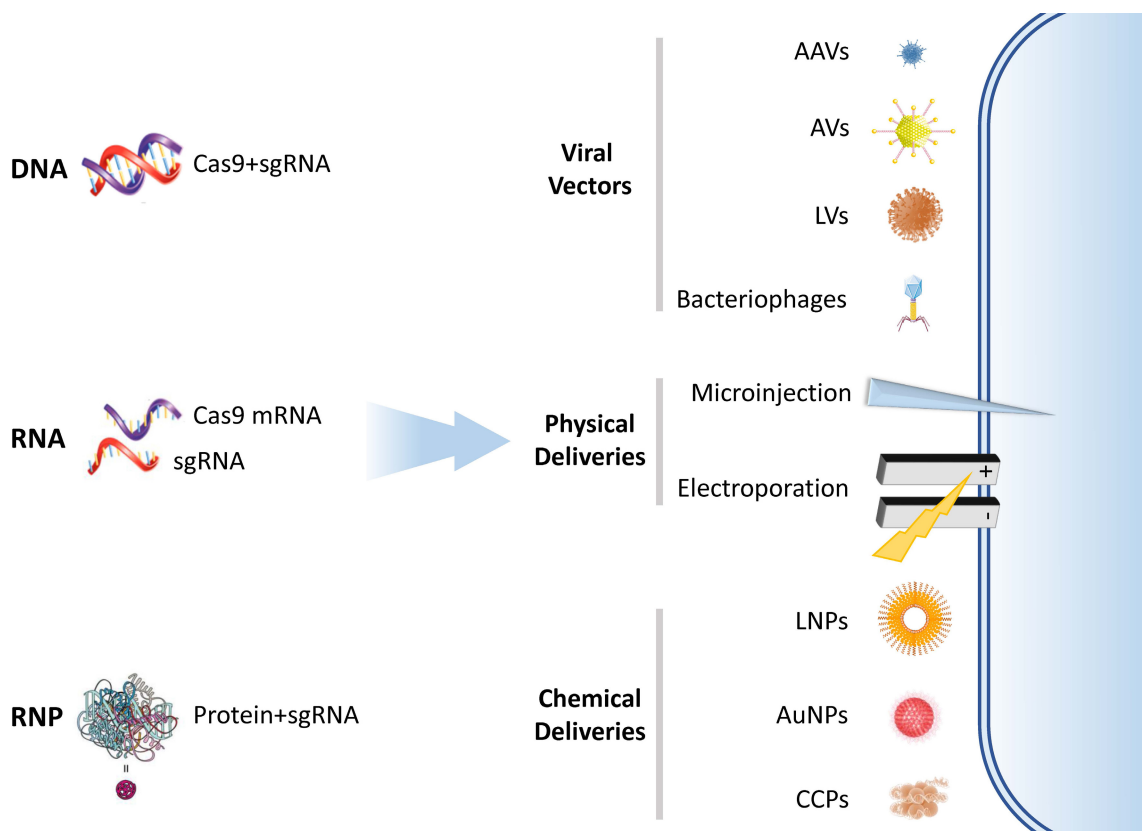 DNA
Cas9+sgRNA
RNA
Cas9 mRNA
sgRNA
RNP
Protein+sgRNA
Viral
Vectors
AAVs
AVs
LVs
Bacteriophages
Physical
Deliveries
Microinjection
Electroporation
+
-
Chemical
Deliveries
LNPs
AuNPs
CCPs